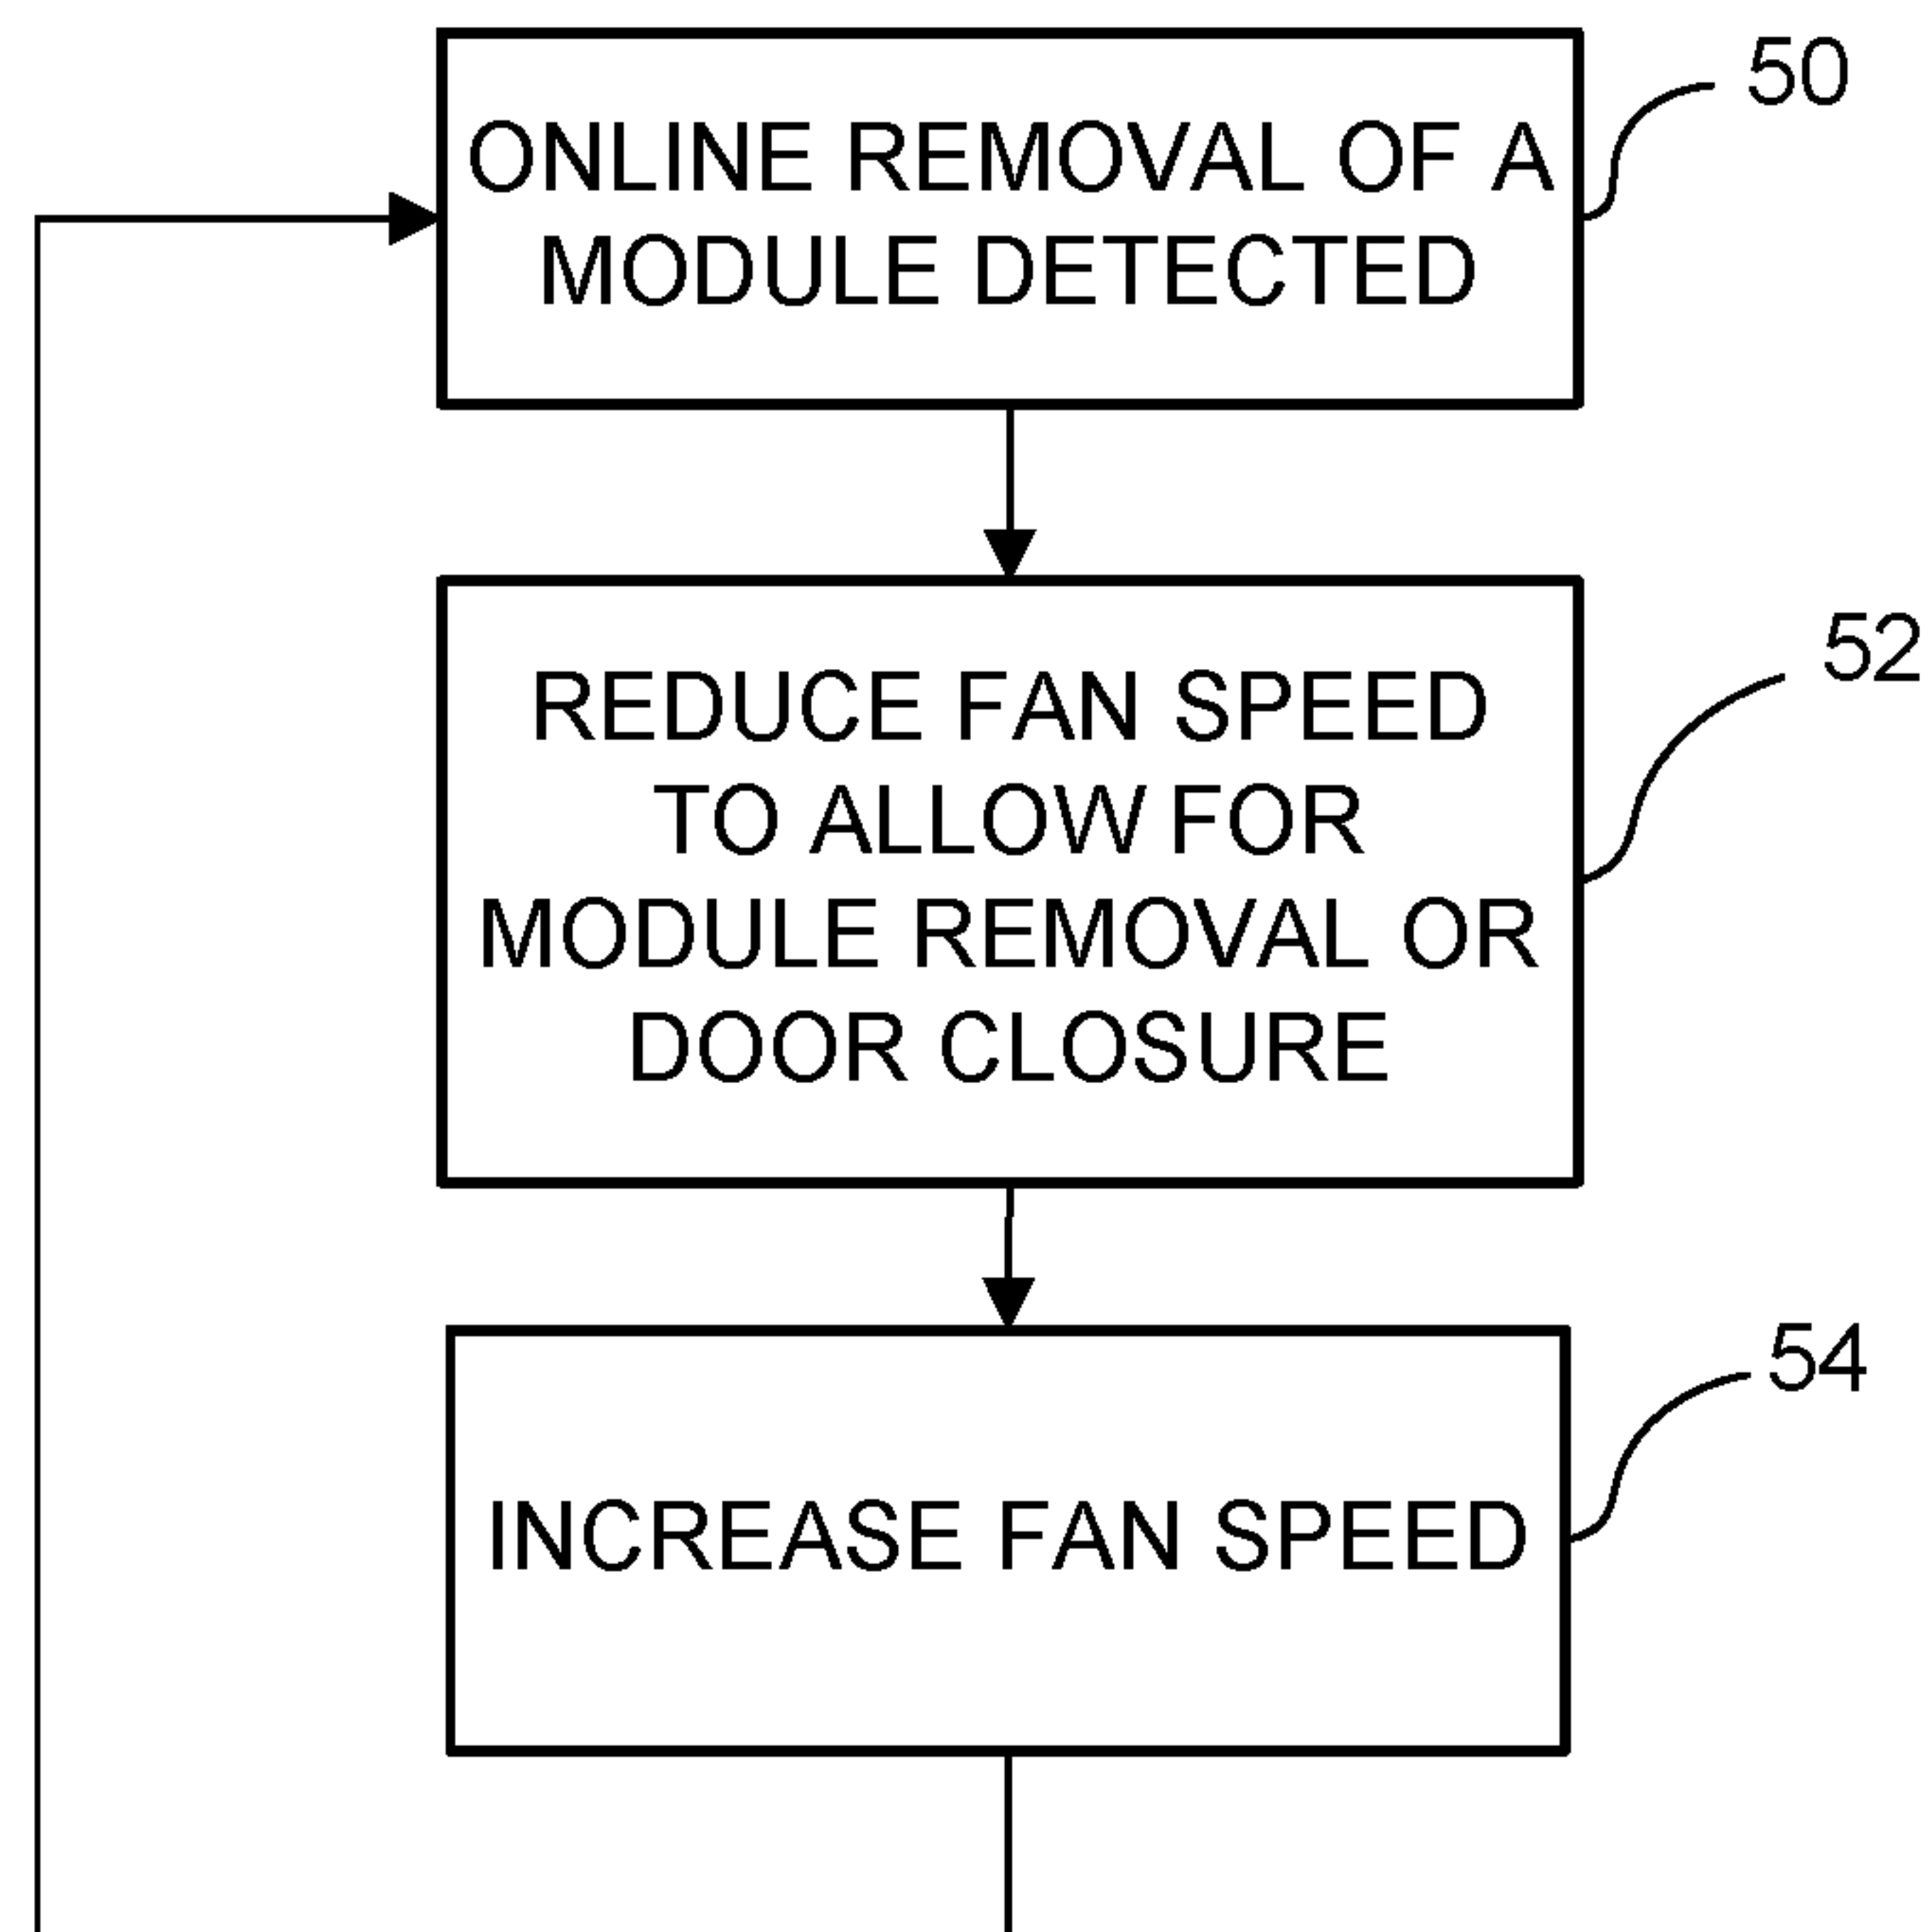 ONLINE REMOVAL OF A
MODULE DETECTED
50
REDUCE FAN SPEED
TO ALLOW FOR
MODULE REMOVAL OR
DOOR CLOSURE
52
INCREASE FAN SPEED
54